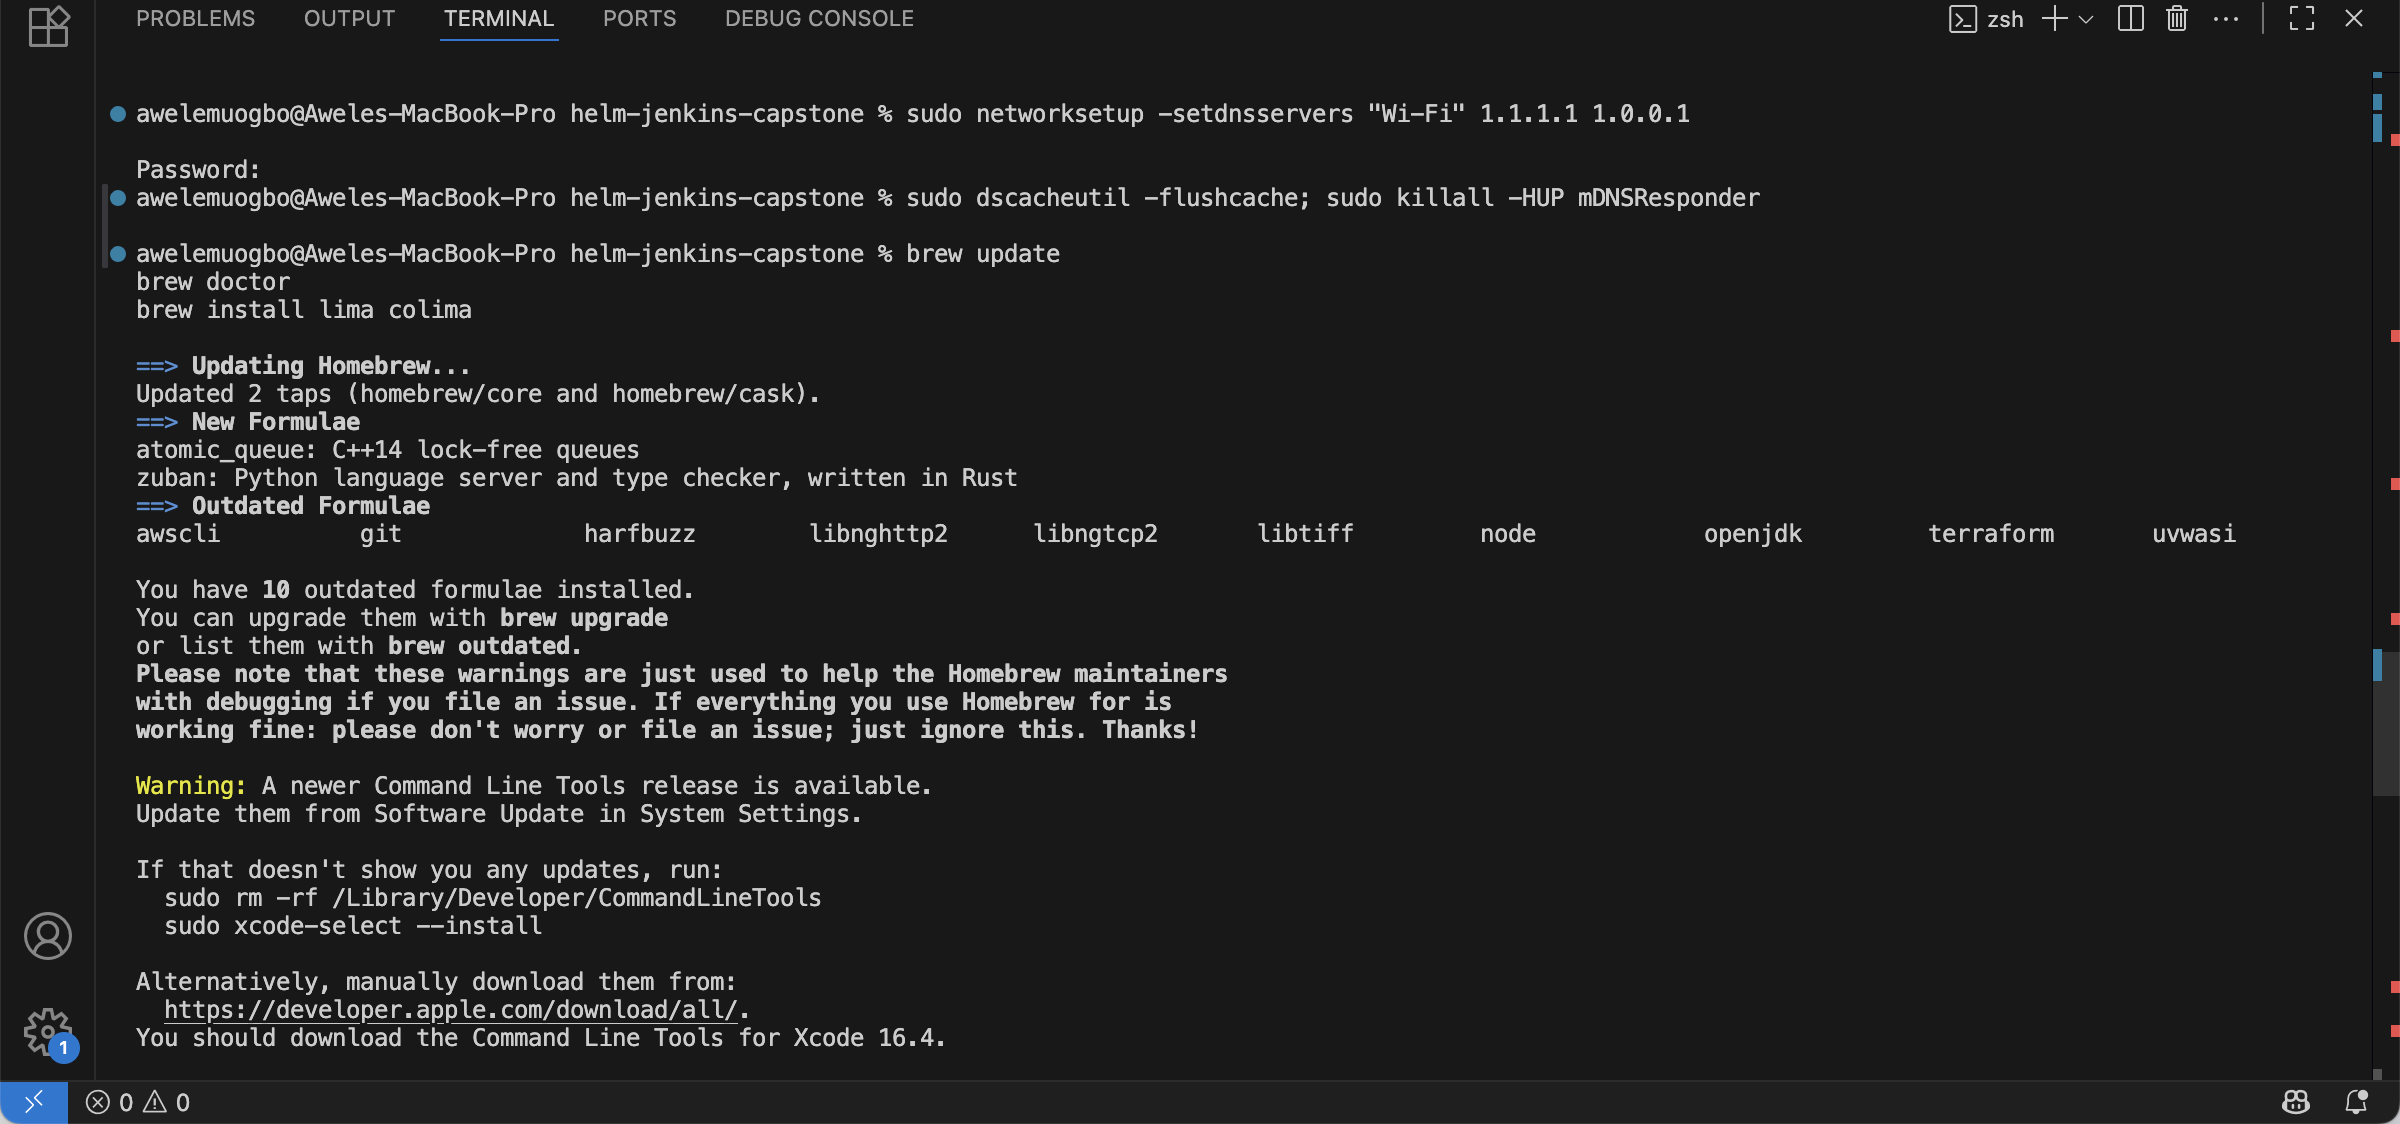 PROBLEMS OUTPUT TERMINAL PORTS DEBUG CONSOLE zsh
awelemuogbo@Aweles-MacBook-Pro helm-jenkins-capstone % sudo networksetup -setdnsservers "Wi-Fi" 1.1.1.1 1.0.0.1
Password:
awelemuogbo@Aweles-MacBook-Pro helm-jenkins-capstone % sudo dscacheutil -flushcache; sudo killall -HUP mDNSResponder
awelemuogbo@Aweles-MacBook-Pro helm-jenkins-capstone % brew update
brew doctor
brew install lima colima
==> Updating Homebrew...
Updated 2 taps (homebrew/core and homebrew/cask).
==> New Formulae
atomic_queue: C++14 lock-free queues
zuban: Python language server and type checker, written in Rust
==> Outdated Formulae
awscli git harfbuzz libnghttp2 libngtcp2 libtiff node openjdk terraform uvwasi
You have 10 outdated formulae installed.
You can upgrade them with brew upgrade
or list them with brew outdated.
Please note that these warnings are just used to help the Homebrew maintainers
with debugging if you file an issue. If everything you use Homebrew for is
working fine: please don't worry or file an issue; just ignore this. Thanks!
Warning: A newer Command Line Tools release is available.
Update them from Software Update in System Settings.
If that doesn't show you any updates, run:
sudo rm -rf /Library/Developer/CommandLineTools
sudo xcode-select --install
Alternatively, manually download them from:
https://developer.apple.com/download/all/.
You should download the Command Line Tools for Xcode 16.4.
1
0 0